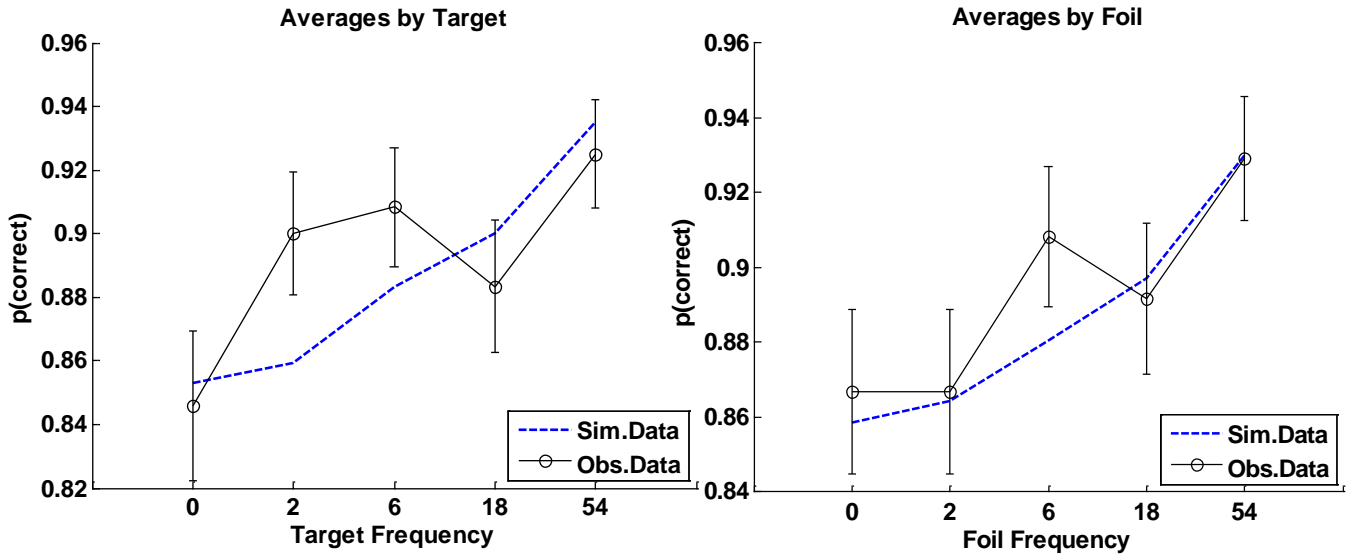 Averages by Target
0.96
0.94
0.92
0.9
0.88
0.86
0.84
0.82
p(correct)
0 2 6 18 54
Target Frequency
Sim.Data
Obs.Data
Averages by Foil
0.96
0.94
0.92
0.9
0.88
0.86
0.84
p(correct)
0 2 6 18 54
Foil Frequency
Sim.Data
Obs.Data